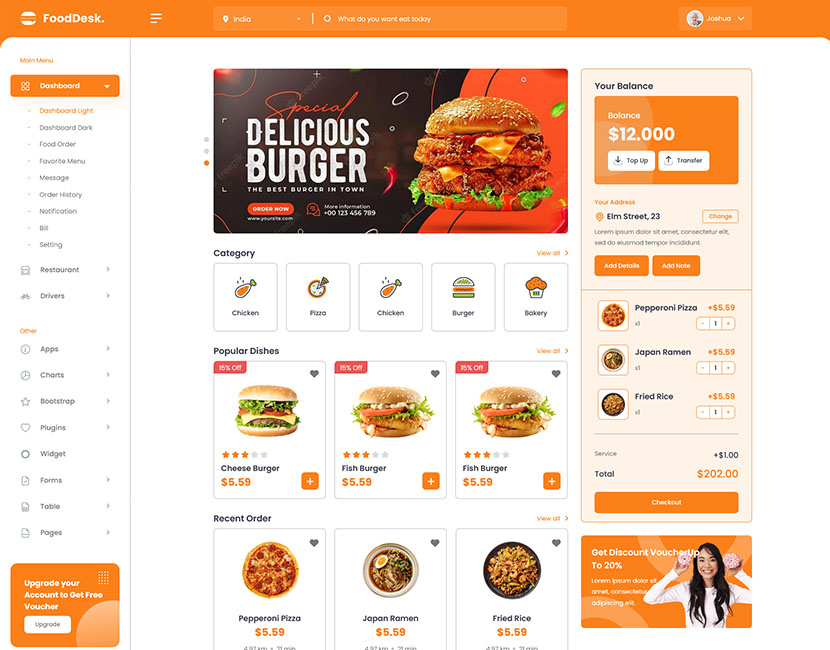 FoodDesk.
India
What do you want eat today
Joshua
Main Menu
Dashboard
Dashboard Light
Dashboard Dark
Food Order
Favorite Menu
Message
Order History
Notification
Bill
Setting
Restaurant
Drivers
Other
Apps
Charts
Bootstrap
Plugins
Widget
Forms
Table
Pages
Upgrade your
Account to Get Free
Voucher
Upgrade
Special
DELICIOUS
BURGER
THE BEST BURGER IN TOWN
ORDER NOW
www.yoursite.com
More information
+00 123 456 789
Category
View all
Chicken
Pizza
Chicken
Burger
Bakery
Popular Dishes
View all
15% Off
Cheese Burger
$5.59
+
15% Off
Fish Burger
$5.59
+
15% Off
Fish Burger
$5.59
+
Recent Order
View all
Pepperoni Pizza
$5.59
4.97 km • 21 min
Japan Ramen
$5.59
4.97 km • 21 min
Fried Rice
$5.59
4.97 km • 21 min
Your Balance
Balance
$12.000
Top Up
Transfer
Your Address
Elm Street, 23
Change
Lorem ipsum dolor sit amet, consectetur elit,
sed do eiusmod tempor incididunt.
Add Details
Add Note
Pepperoni Pizza +$5.59
x1 - 1 +
Japan Ramen +$5.59
x1 - 1 +
Fried Rice +$5.59
x1 - 1 +
Service +$1.00
Total $202.00
Checkout
Get Discount VoucherUp
To 20%
Lorem ipsum dolor sit
amet, consectetur
adipiscing elit.